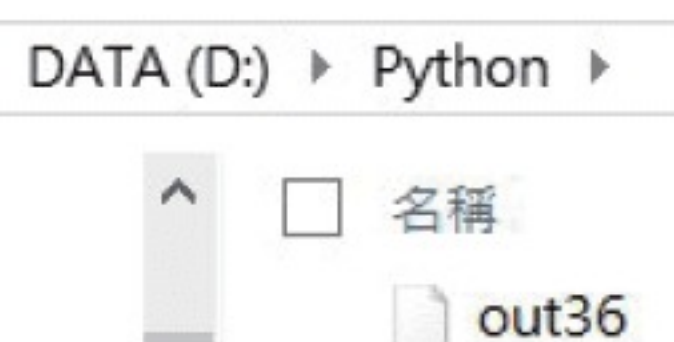 DATA (D:) ▸ Python ▸
名稱
out36